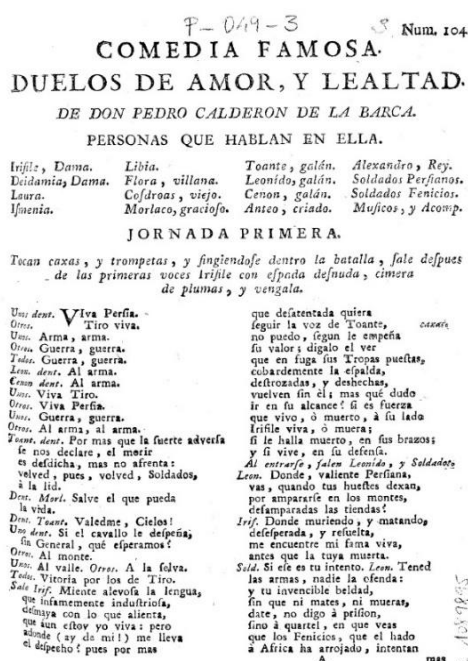 P-049-3
8 Num. 104
COMEDIA FAMOSA.
DUELOS DE AMOR, Y LEALTAD.
DE DON PEDRO CALDERON DE LA BARCA.
PERSONAS QUE HABLAN EN ELLA.
Irifile, Dama. Libia. Toante, galán. Alexandro, Rey.
Deidamia, Dama. Flora, villana. Leonido, galán. Soldados Persianos.
Laura. Cosdroas, viejo. Cenon, galán. Soldados Fenicios.
Ismenia. Morlaco, gracioso. Anteo, criado. Musicos, y Acomp.
JORNADA PRIMERA.
Tocan caxas, y trompetas, y fingiendose dentro la batalla, sale despues
de las primeras voces Irifile con espada desnuda, cimera
de plumas, y vengala.
Unos dent. VIva Persia.
Otros. Tiro viva.
Unos. Arma, arma.
Otros. Guerra, guerra.
Todos. Guerra, guerra.
Leon. dent. Al arma.
Cenon dent. Al arma.
Unos. Viva Tiro.
Otros. Viva Persia.
Unos. Guerra, guerra.
Otros. Al arma, al arma.
Toant. dent. Por mas que la suerte adversa
se nos declare, el morir
es desdicha, mas no afrenta:
volved, pues, volved, Soldados,
á la lid.
Dent. Morl. Salve el que pueda
la vida.
Dent. Toant. Valedme, Cielos!
Uno dent. Si el cavallo le despeña,
sin General, qué esperamos?
Otros. Al monte.
Unos. Al valle. Otros. A la selva.
Todos. Vitoria por los de Tiro.
Sale Irif. Miente alevosa la lengua,
que infamemente industriosa,
desmaya con lo que alienta,
que aun estoy yo viva: pero
adonde (ay de mi!) me lleva
el despecho? pues por mas
que desatentada quiera
seguir la voz de Toante, caxas.
no puedo, segun le empeña
su valor; digalo el ver
que en fuga sus Tropas puestas,
cobardemente la espalda,
destrozadas, y deshechas,
vuelven sin él; mas qué dudo
ir en su alcance? si es fuerza
que vivo, ó muerto, á su lado
Irifile viva, ó muera;
si le halla muerto, en sus brazos;
y si vive, en su defensa.
Al entrarse, salen Leonido, y Soldados.
Leon. Donde, valiente Persiana,
vas, quando tus huestes dexan,
por ampararse en los montes,
desamparadas las tiendas?
Irif. Donde muriendo, y matando,
desesperada, y resuelta,
me encuentre mi fama viva,
antes que la tuya muerta.
Sold. Si ese es tu intento. Leon. Tened
las armas, nadie la ofenda:
y tu invencible beldad,
sin que ni mates, ni mueras,
date, no digo á prision,
sino á quartel, en que veas
que los Fenicios, que el hado
á Africa ha arrojado, intentan
A mas